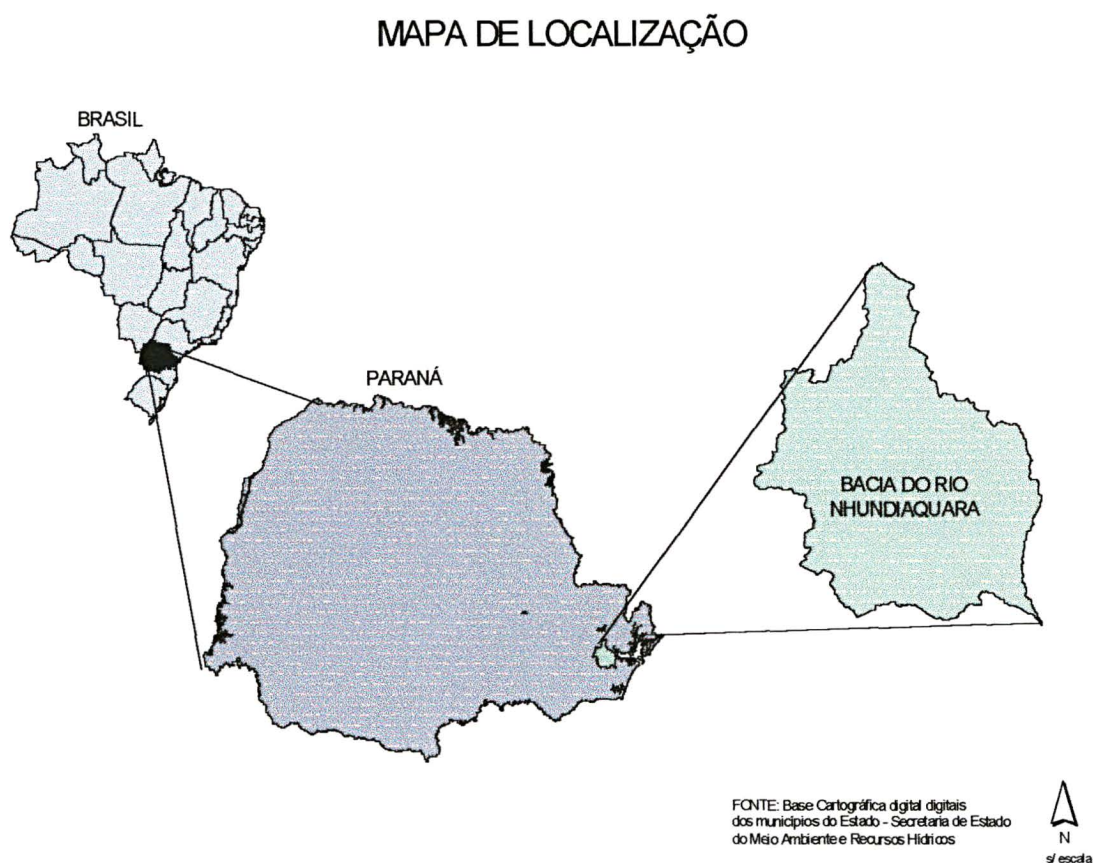 MAPA DE LOCALIZAÇÃO
BRASIL
PARANÁ
BACIA DO RIO
NHUNDIAQUARA
FONTE: Base Cartográfica digital digitais
dos municípios do Estado - Secretaria de Estado
do Meio Ambiente e Recursos Hídricos
N
s/ escala